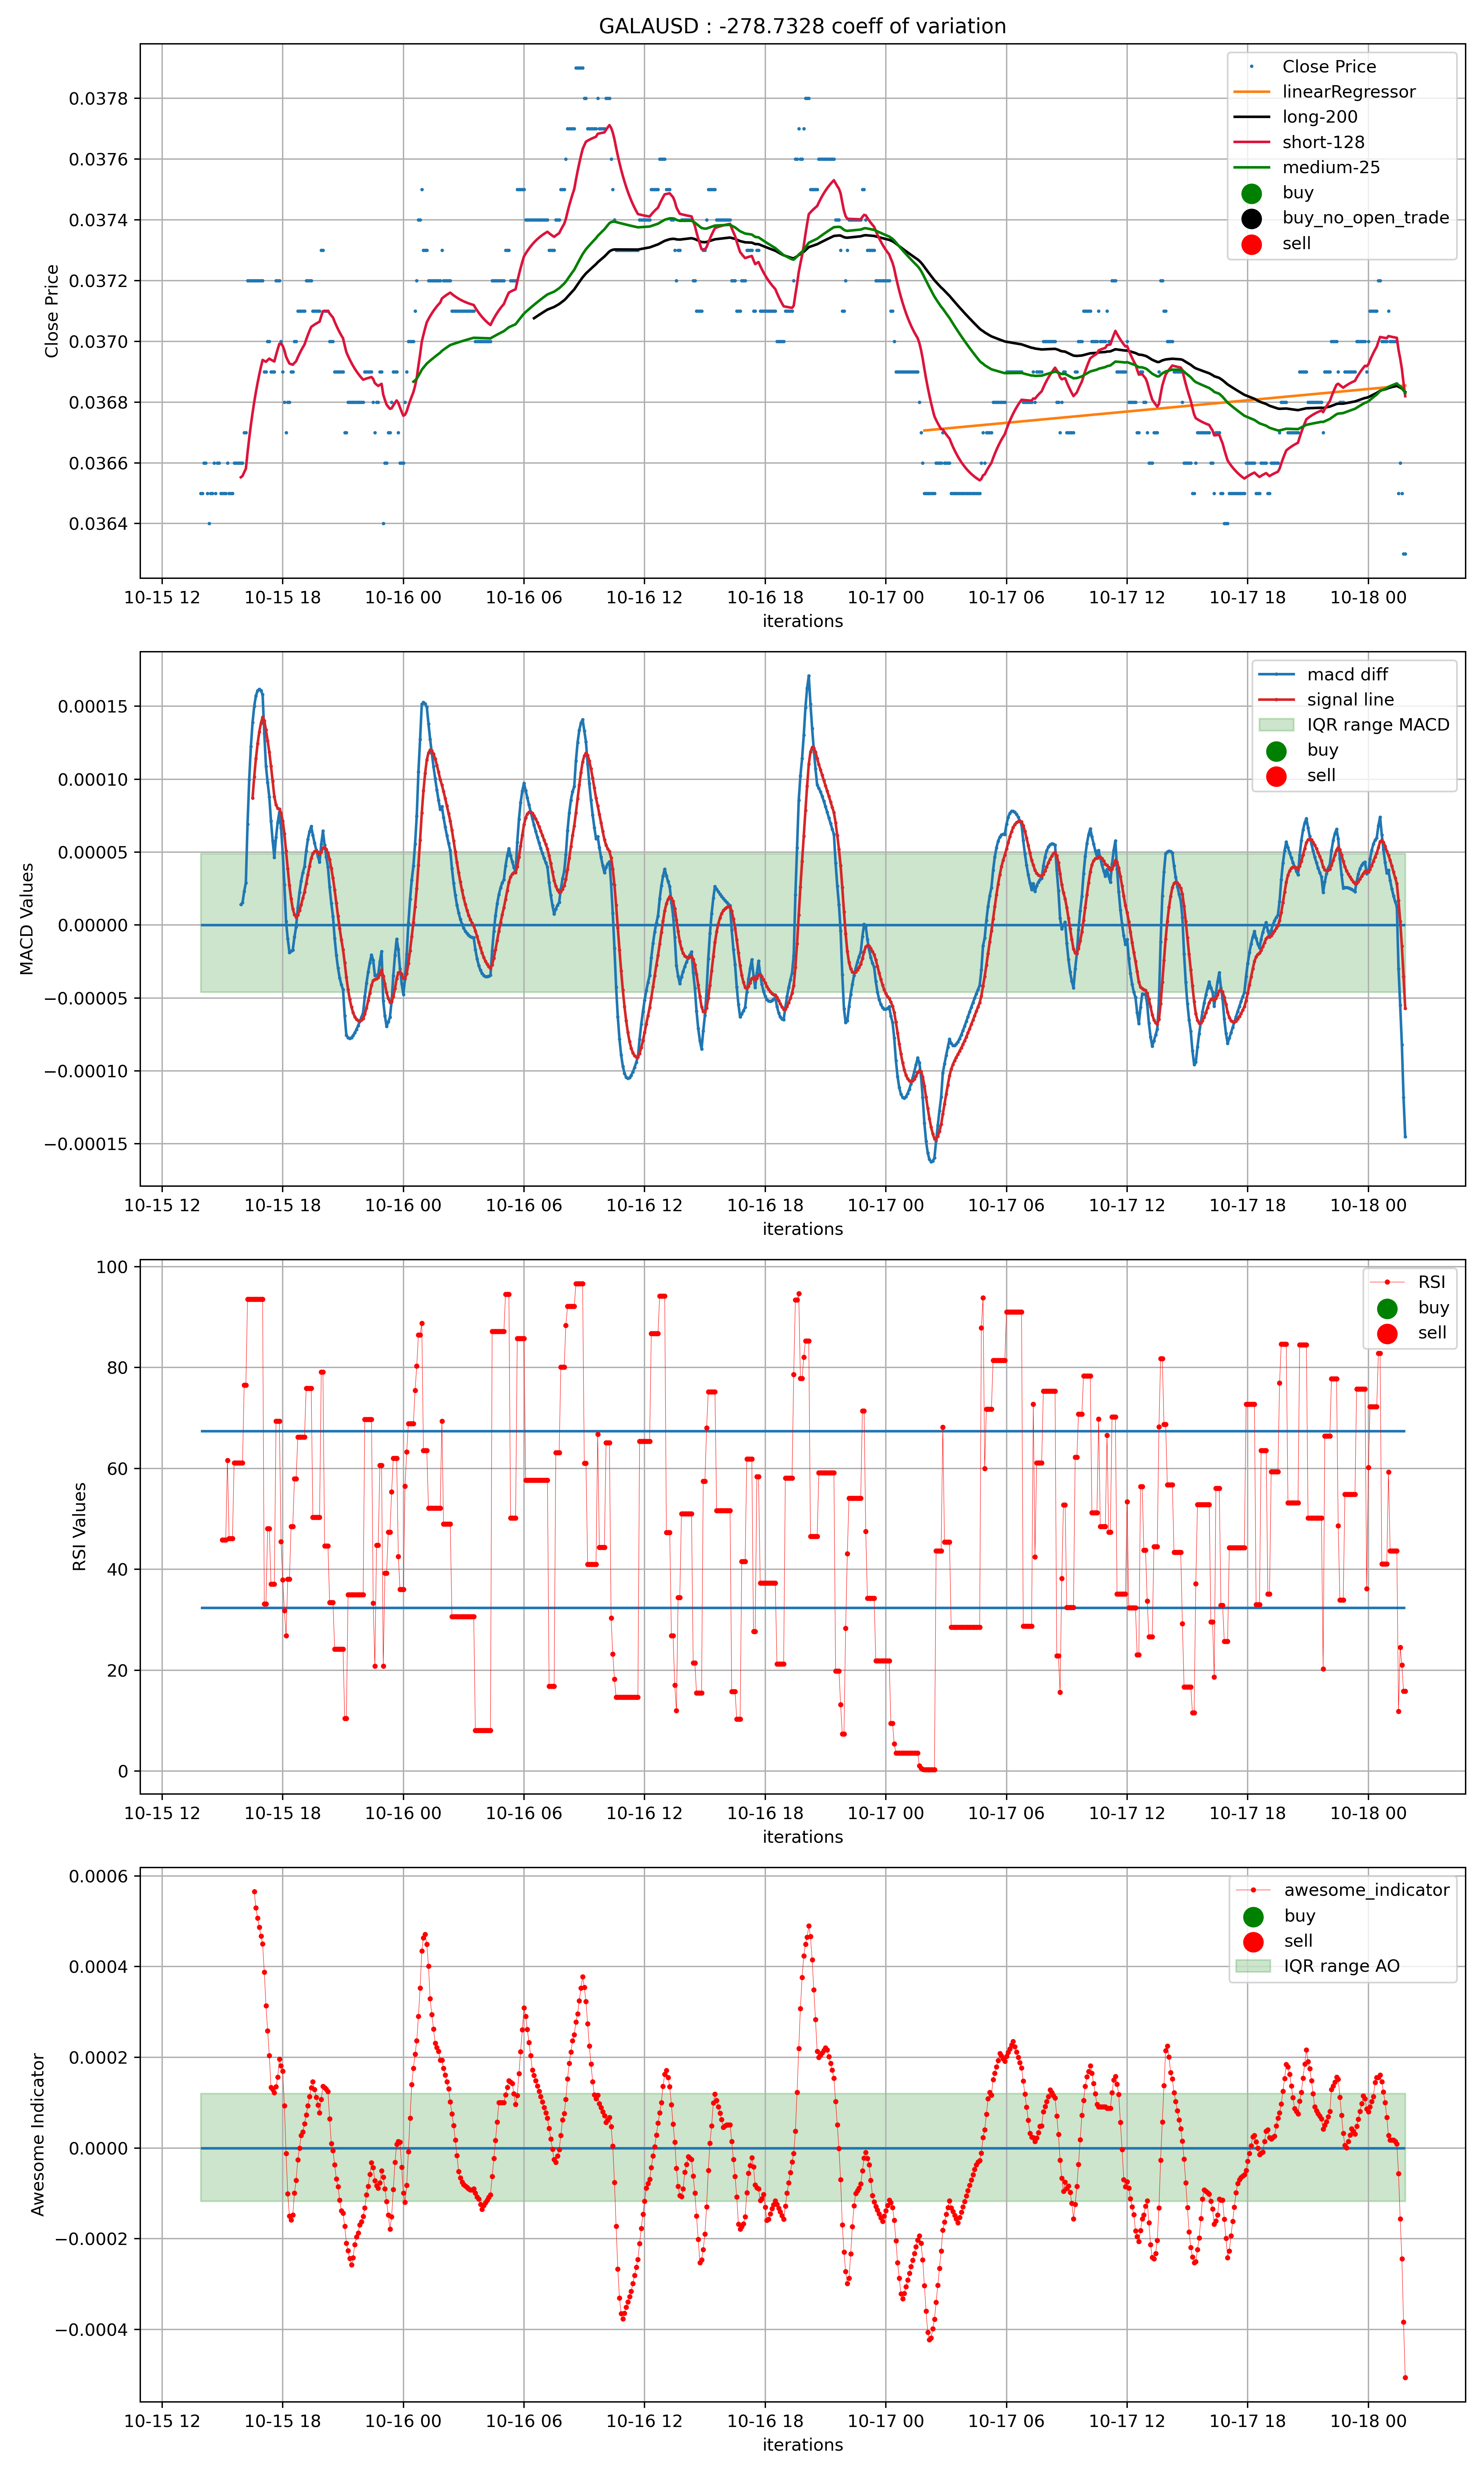 GALAUSD : -278.7328 coeff of variation
Close Price
0.0378
0.0376
0.0374
0.0372
0.0370
0.0368
0.0366
0.0364
Close Price
linearRegressor
long-200
short-128
medium-25
buy
buy_no_open_trade
sell
10-15 12 10-15 18 10-16 00 10-16 06 10-16 12 10-16 18 10-17 00 10-17 06 10-17 12 10-17 18 10-18 00
iterations
MACD Values
0.00015
0.00010
0.00005
0.00000
−0.00005
−0.00010
−0.00015
macd diff
signal line
IQR range MACD
buy
sell
10-15 12 10-15 18 10-16 00 10-16 06 10-16 12 10-16 18 10-17 00 10-17 06 10-17 12 10-17 18 10-18 00
iterations
RSI Values
100
80
60
40
20
0
RSI
buy
sell
10-15 12 10-15 18 10-16 00 10-16 06 10-16 12 10-16 18 10-17 00 10-17 06 10-17 12 10-17 18 10-18 00
iterations
Awesome Indicator
0.0006
0.0004
0.0002
0.0000
−0.0002
−0.0004
awesome_indicator
buy
sell
IQR range AO
10-15 12 10-15 18 10-16 00 10-16 06 10-16 12 10-16 18 10-17 00 10-17 06 10-17 12 10-17 18 10-18 00
iterations